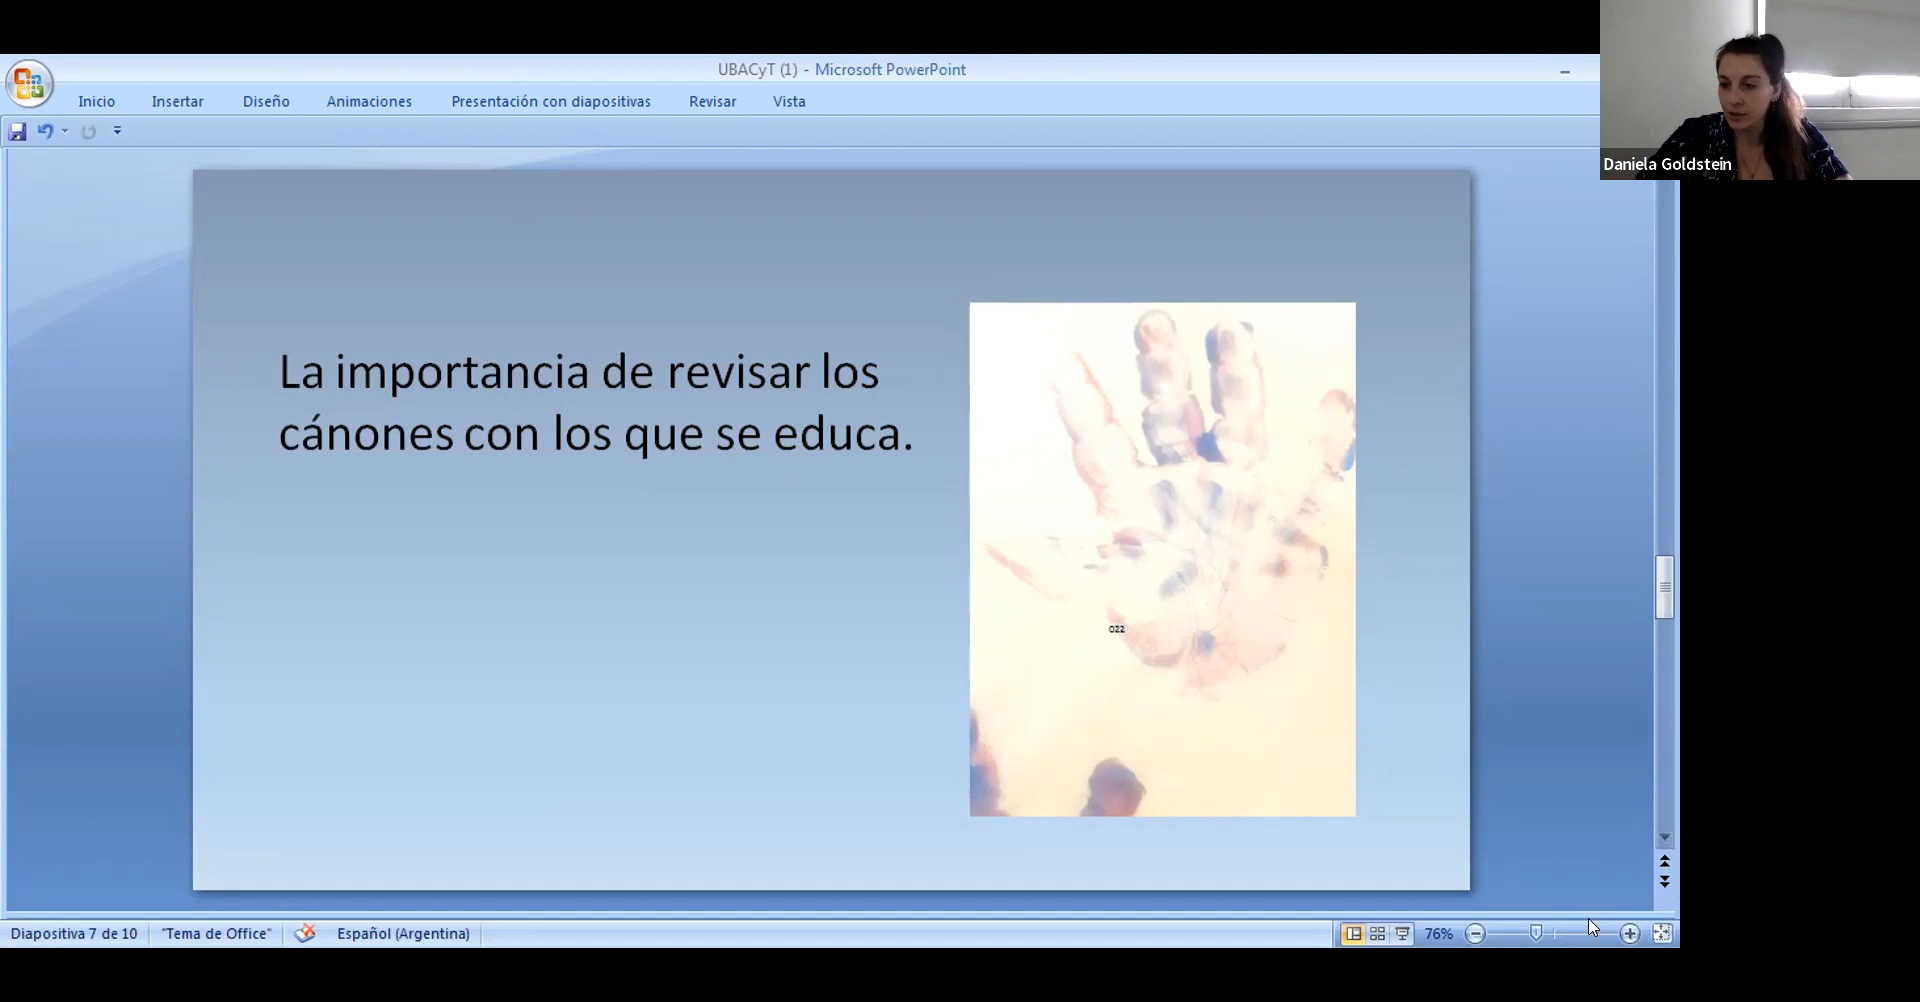 UBACyT (1) - Microsoft PowerPoint
Inicio Insertar Diseño Animaciones Presentación con diapositivas Revisar Vista
Daniela Goldstein
La importancia de revisar los
cánones con los que se educa.
022
Diapositiva 7 de 10 "Tema de Office" Español (Argentina) 76%